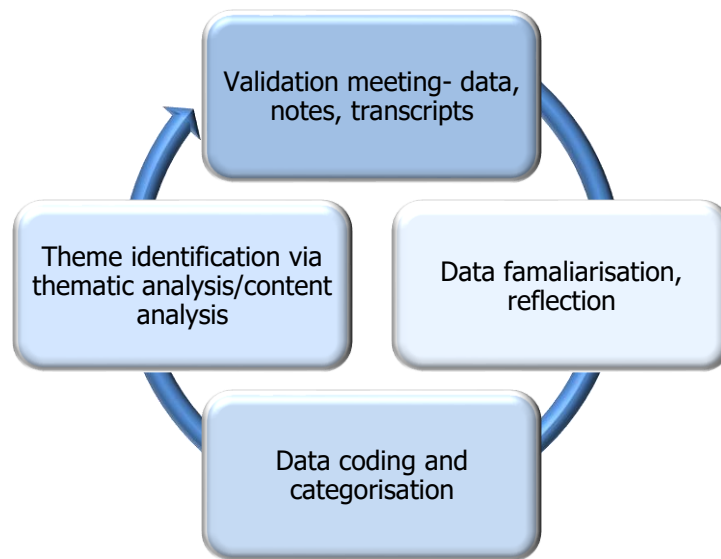 Validation meeting- data,
notes, transcripts
Data famaliarisation,
reflection
Data coding and
categorisation
Theme identification via
thematic analysis/content
analysis